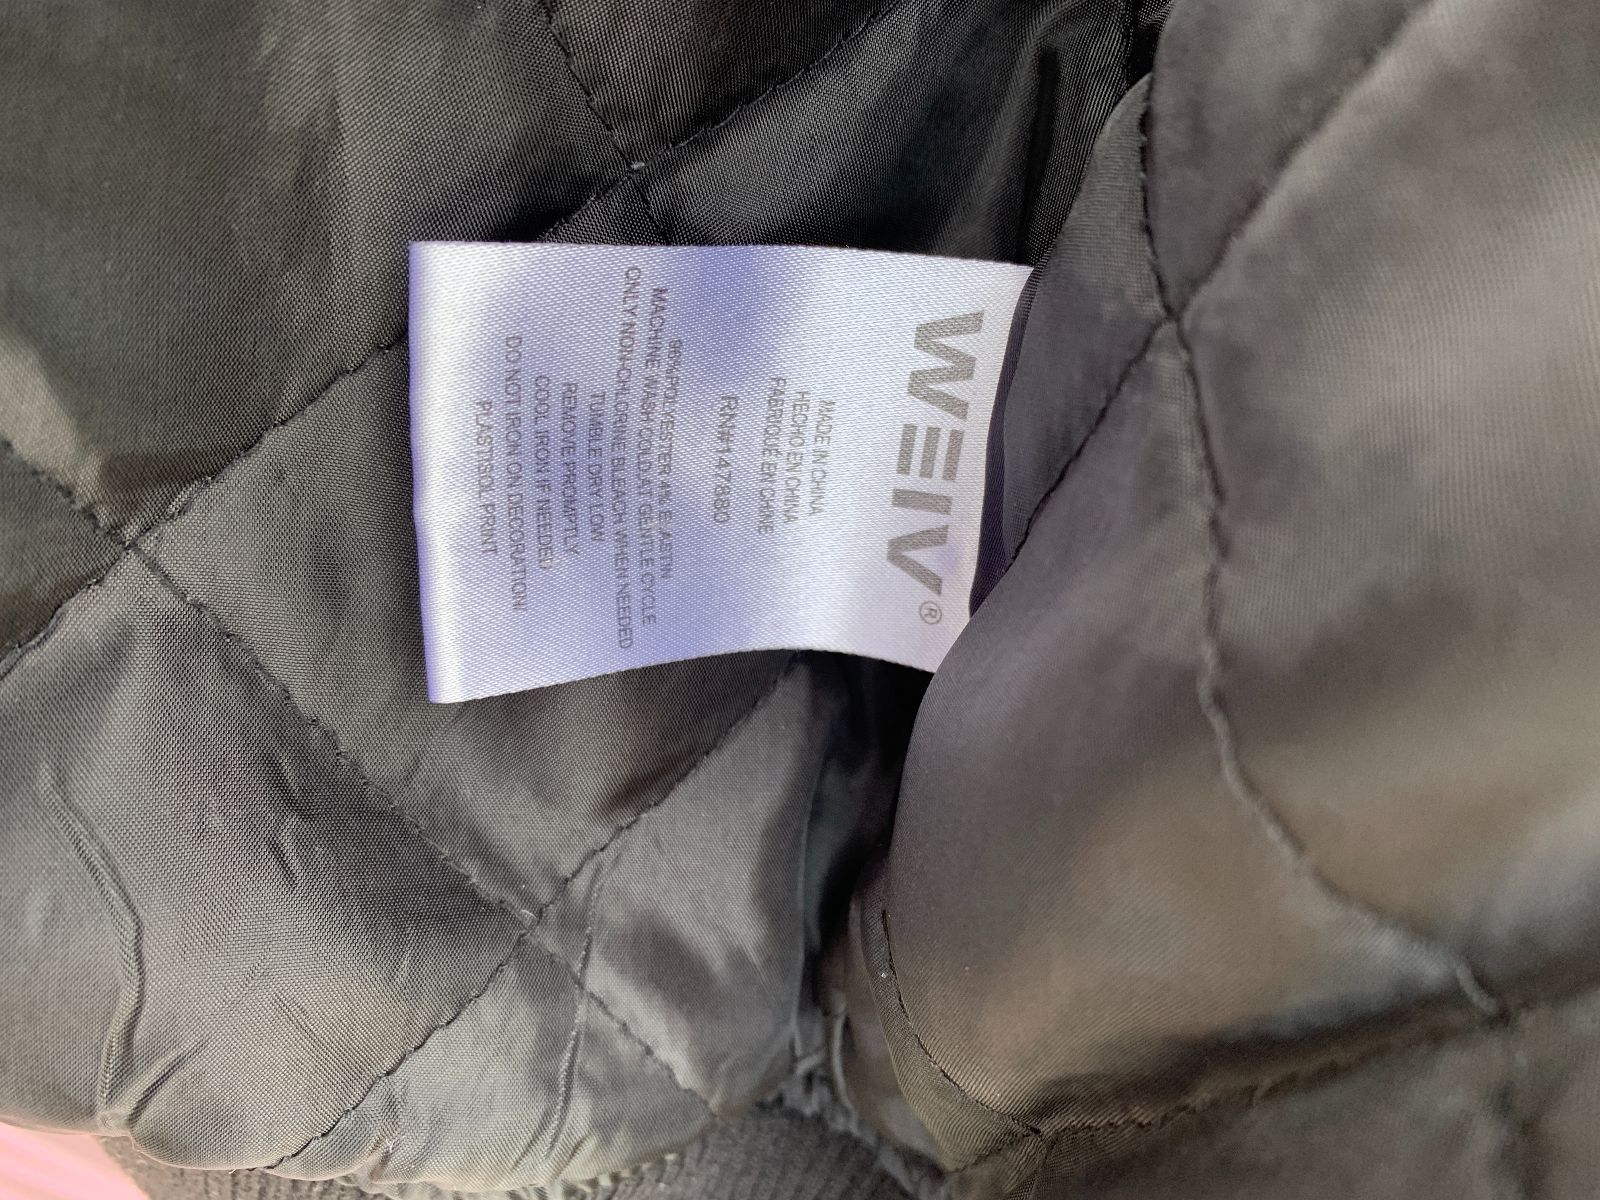 WEIV®
MADE IN CHINA
HECHO EN CHINA
FABRIQUÉ EN CHINE
RN#147680
96%POLYESTER 4% ELASTN
MACHINE WASH COLD AT GENTLE CYCLE
ONLY NON-CHLORINE BLEACH WHEN NEEDED
TUMBLE DRY LOW
REMOVE PROMPTLY
COOL IRON IF NEEDED
DO NOT IRON ON DECORATION
PLASTISOL PRINT